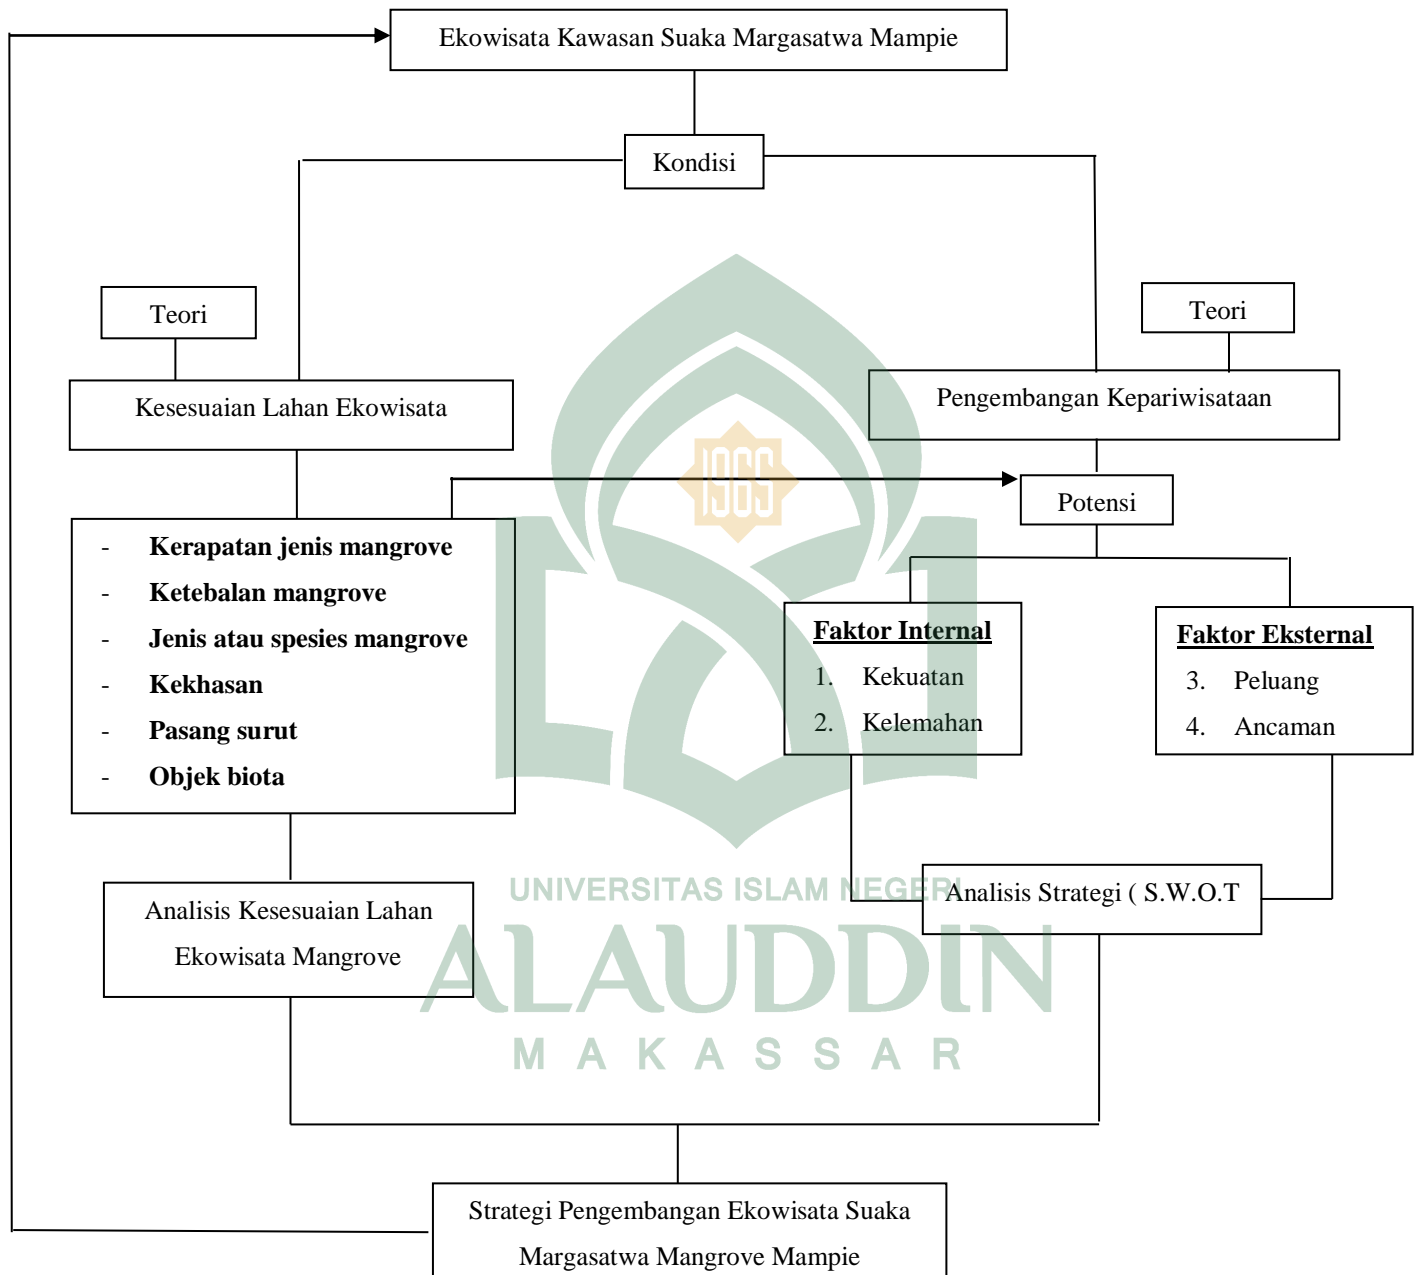 Ekowisata Kawasan Suaka Margasatwa Mampie
Kondisi
Teori
Teori
Kesesuaian Lahan Ekowisata
Pengembangan Kepariwisataan
Potensi
- Kerapatan jenis mangrove
- Ketebalan mangrove
- Jenis atau spesies mangrove
- Kekhasan
- Pasang surut
- Objek biota
Faktor Internal
1. Kekuatan
2. Kelemahan
Faktor Eksternal
3. Peluang
4. Ancaman
Analisis Kesesuaian Lahan
Ekowisata Mangrove
Analisis Strategi ( S.W.O.T
Strategi Pengembangan Ekowisata Suaka
Margasatwa Mangrove Mampie
1965
UNIVERSITAS ISLAM NEGERI
ALAUDDIN
MAKASSAR